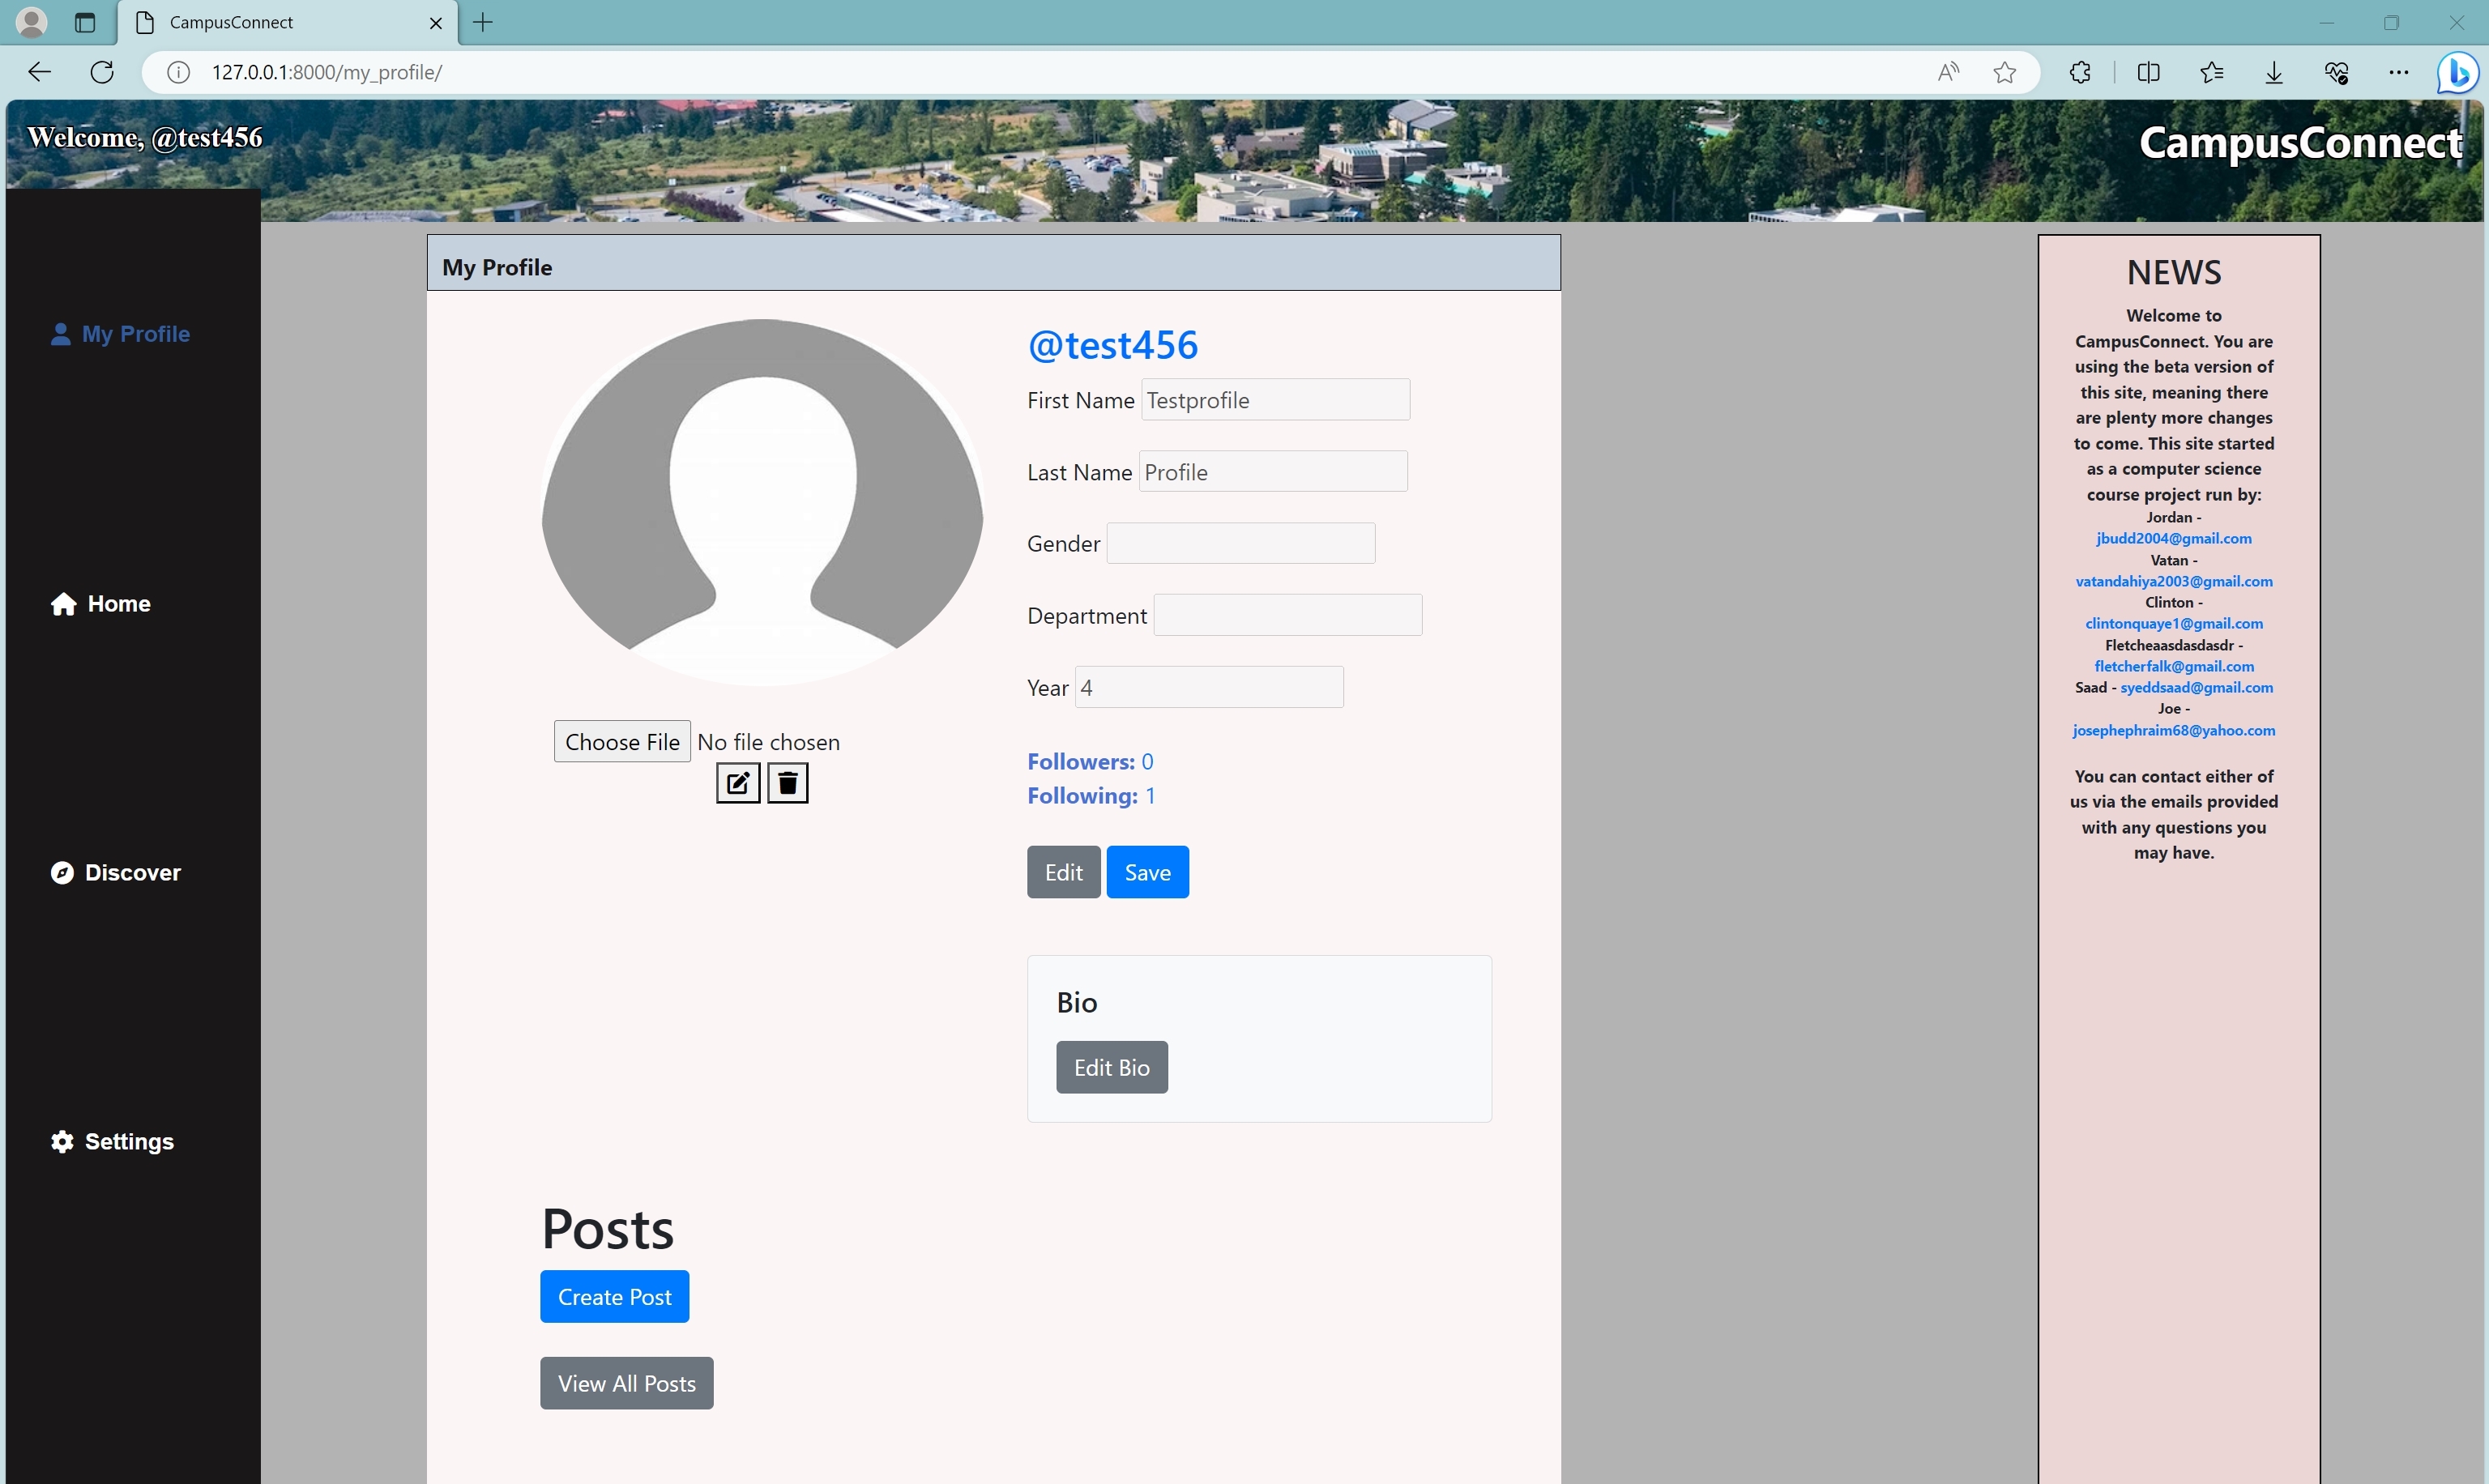 CampusConnect
127.0.0.1:8000/my_profile/
Welcome, @test456
CampusConnect
My Profile
Home
Discover
Settings
My Profile
@test456
First Name Testprofile
Last Name Profile
Gender
Department
Year 4
Choose File No file chosen
Followers: 0
Following: 1
Edit Save
Bio
Edit Bio
Posts
Create Post
View All Posts
NEWS
Welcome to
CampusConnect. You are
using the beta version of
this site, meaning there
are plenty more changes
to come. This site started
as a computer science
course project run by:
Jordan -
jbudd2004@gmail.com
Vatan -
vatandahiya2003@gmail.com
Clinton -
clintonquaye1@gmail.com
Fletcheaasdasdasdr -
fletcherfalk@gmail.com
Saad - syeddsaad@gmail.com
Joe -
josephephraim68@yahoo.com
You can contact either of
us via the emails provided
with any questions you
may have.